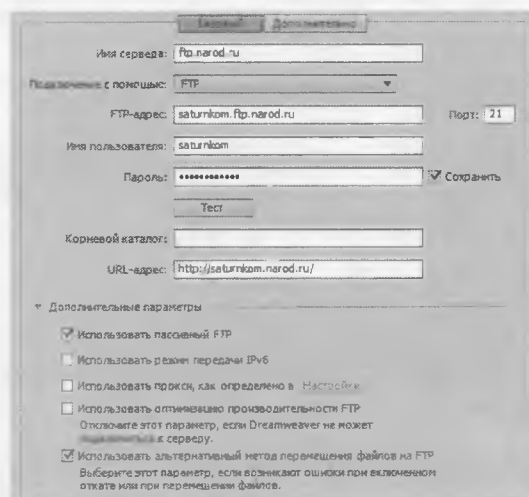 Дополнительно
Имя сервера: ftp.narod.ru
с помощью: FTP
FTP-адрес: saturnkom.ftp.narod.ru Порт: 21
Имя пользователя: saturnkom
Пароль: •••••••••••• Сохранить
Тест
Корневой каталог:
URL-адрес: http://saturnkom.narod.ru/
Дополнительные параметры
Использовать пассивный FTP
Использовать режим передачи IPv6
Использовать прокси, как определено в Настройки
Использовать оптимизацию производительности FTP
Отключите этот параметр, если Dreamweaver не может
к серверу.
Использовать альтернативный метод перемещения файлов на FTP
Выберите этот параметр, если возникают ошибки при включенном
откате или при перемещении файлов.